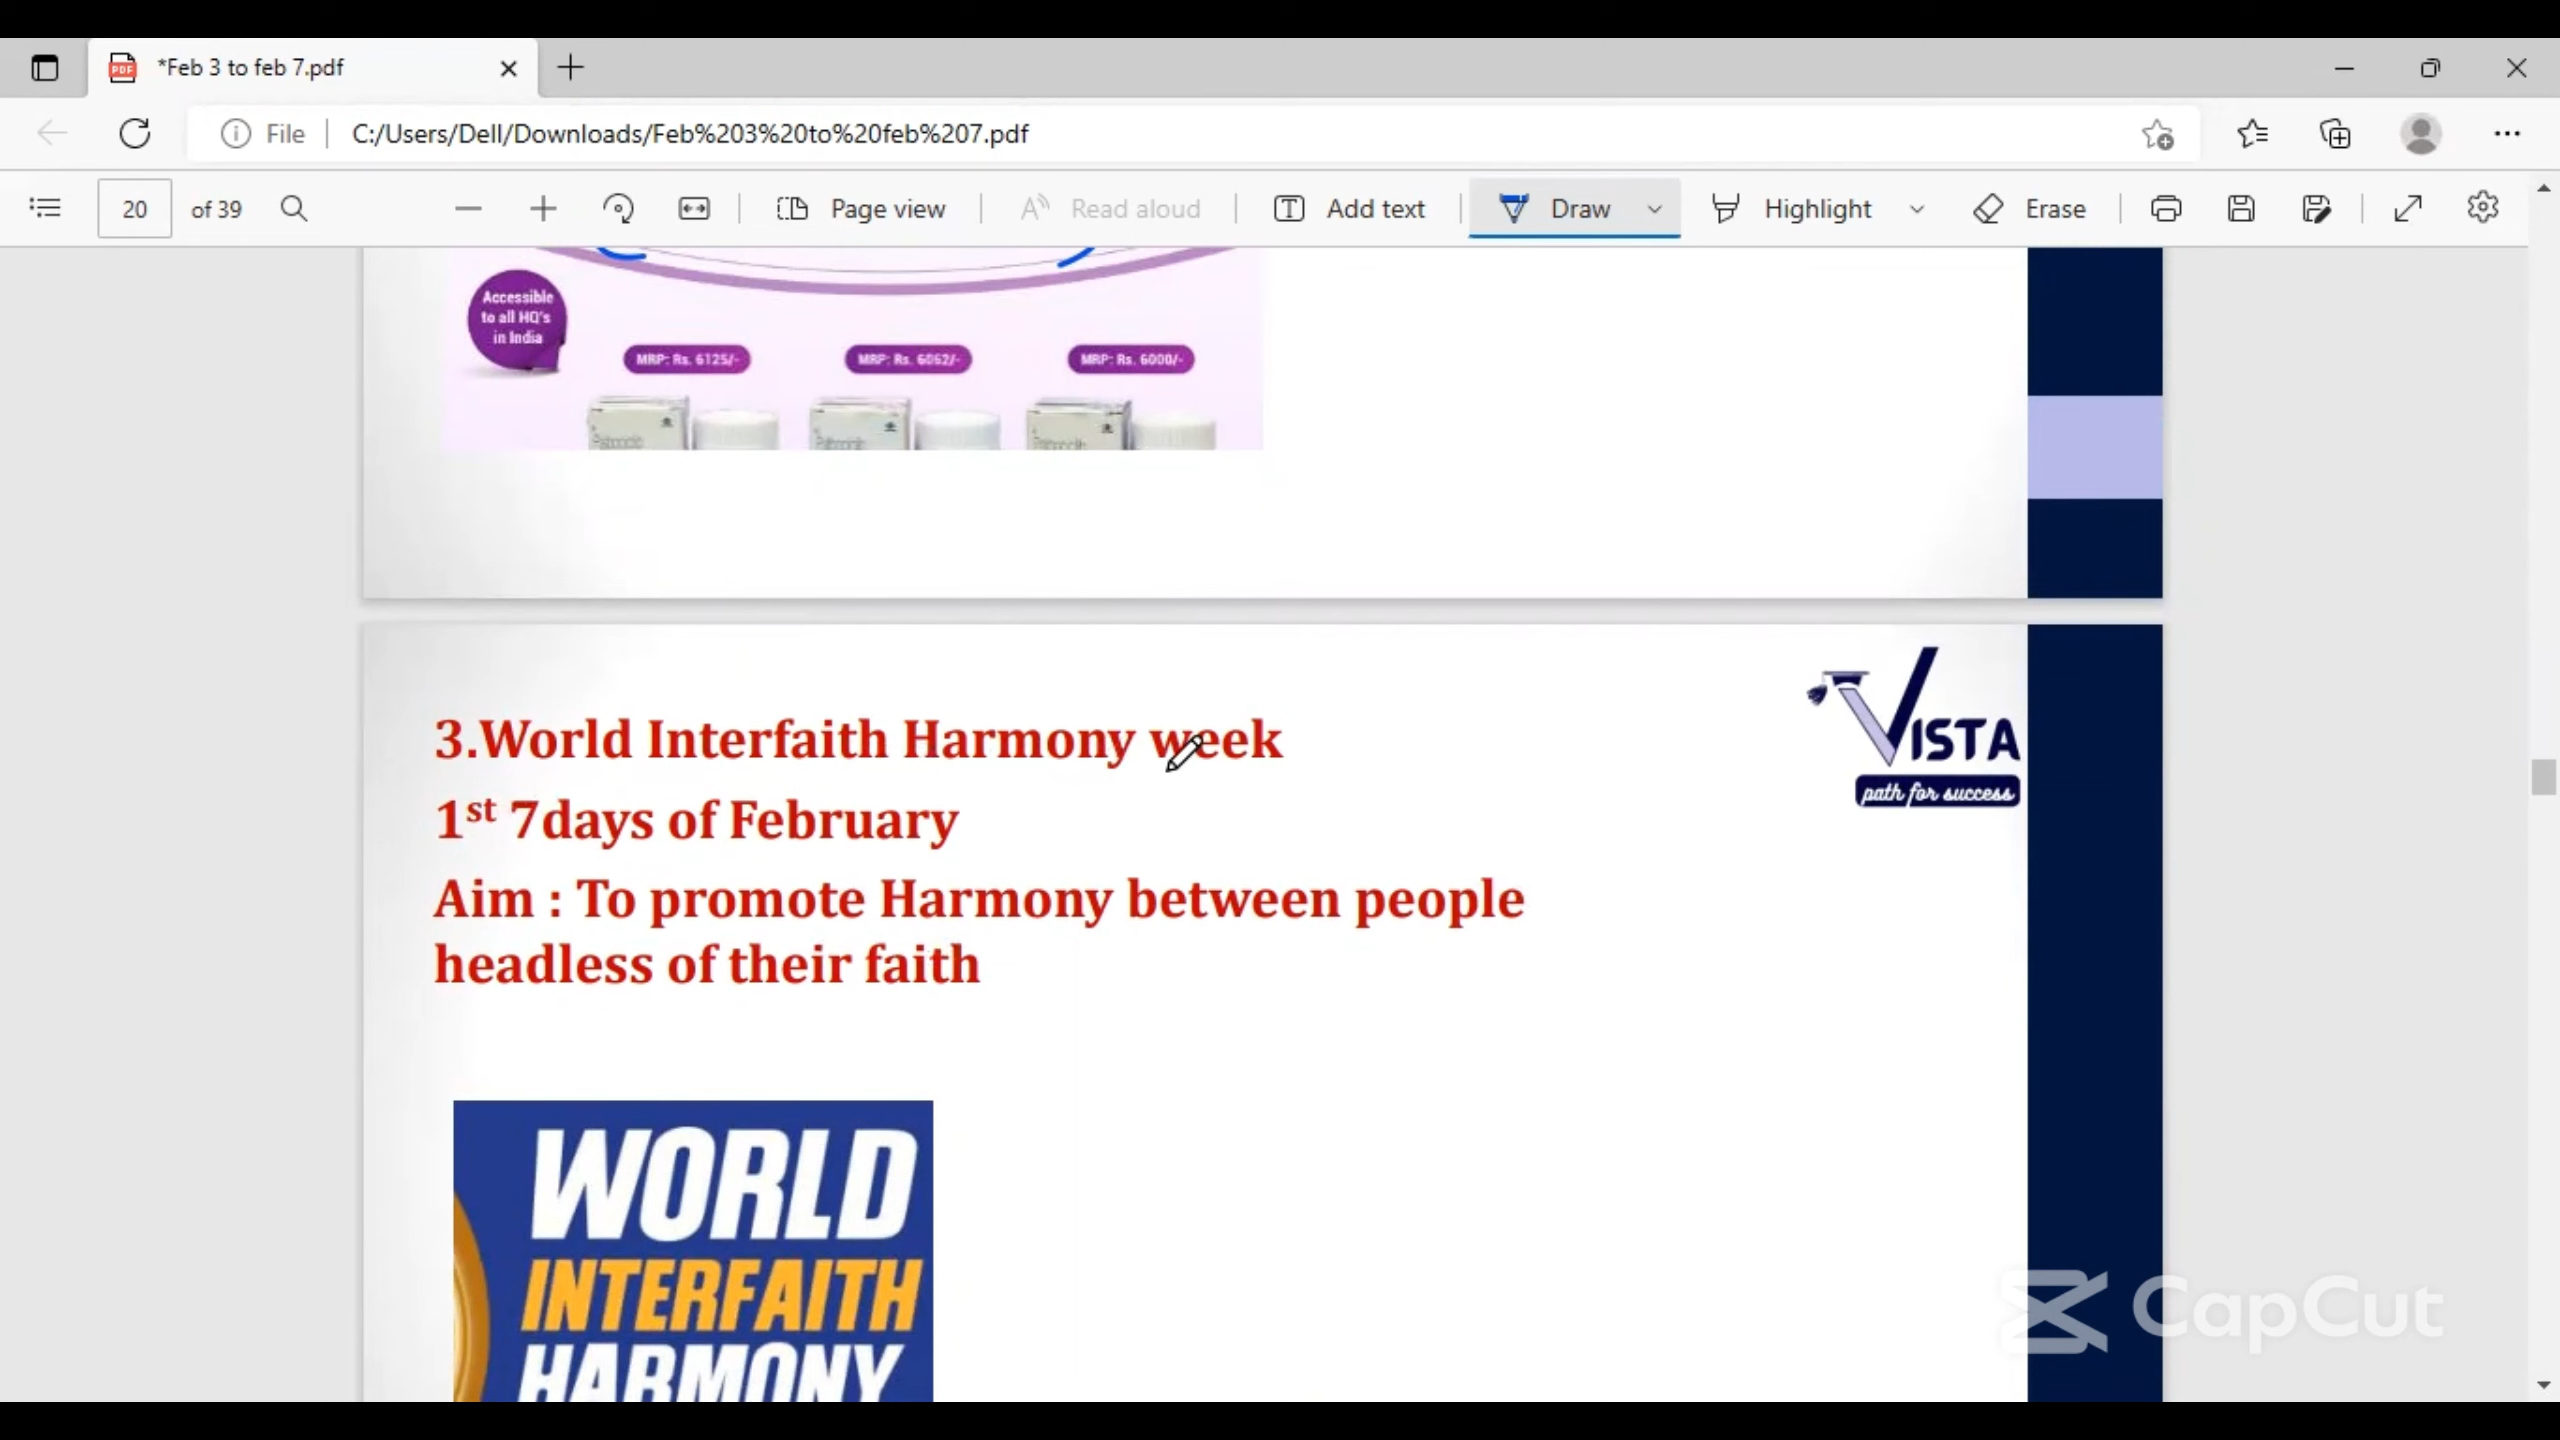 *Feb 3 to feb 7.pdf
File
C:/Users/Dell/Downloads/Feb%203%20to%20feb%207.pdf
20 of 39
Page view
Read aloud
Add text
Draw
Highlight
Erase
Accessible
to all HQ's
in India
MRP: Rs. 6125/-
MRP: Rs. 6062/-
MRP: Rs. 6000/-
VISTA
path for success
3.World Interfaith Harmony week
1st 7days of February
Aim : To promote Harmony between people
headless of their faith
WORLD
INTERFAITH
HARMONY
CapCut